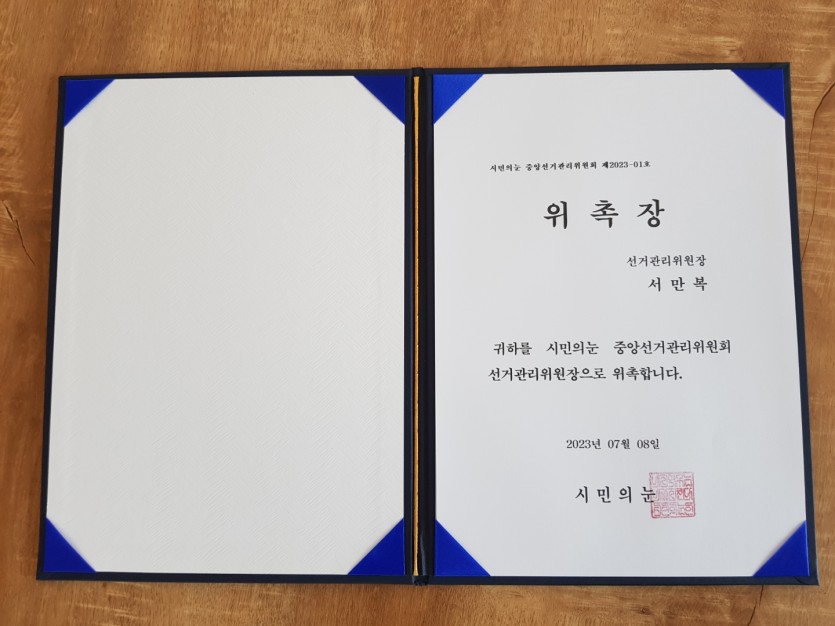 시민의눈 중앙선거관리위원회 제2023-01호
위 촉 장
선거관리위원장
서 만 복
귀하를 시민의눈 중앙선거관리위원회
선거관리위원장으로 위촉합니다.
2023년 07월 08일
시 민 의 눈